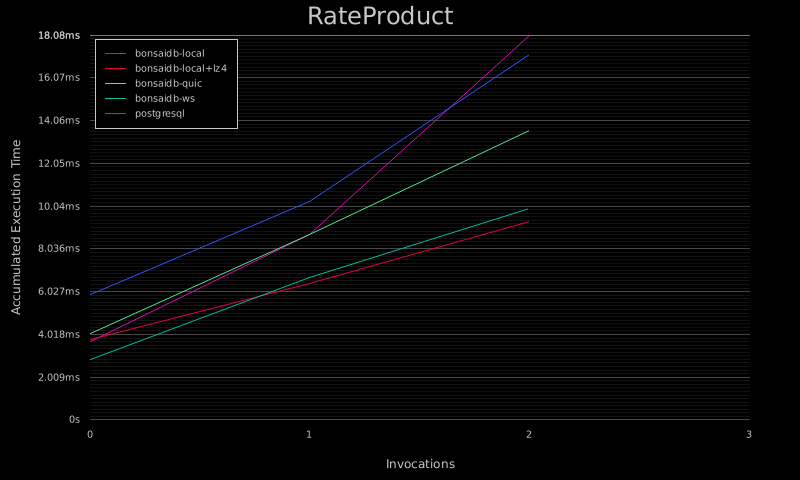 RateProduct
18.08ms
16.07ms
14.06ms
12.05ms
10.04ms
8.036ms
6.027ms
4.018ms
2.009ms
0s
bonsaidb-local
bonsaidb-local+lz4
bonsaidb-quic
bonsaidb-ws
postgresql
Accumulated Execution Time
0 1 2 3
Invocations